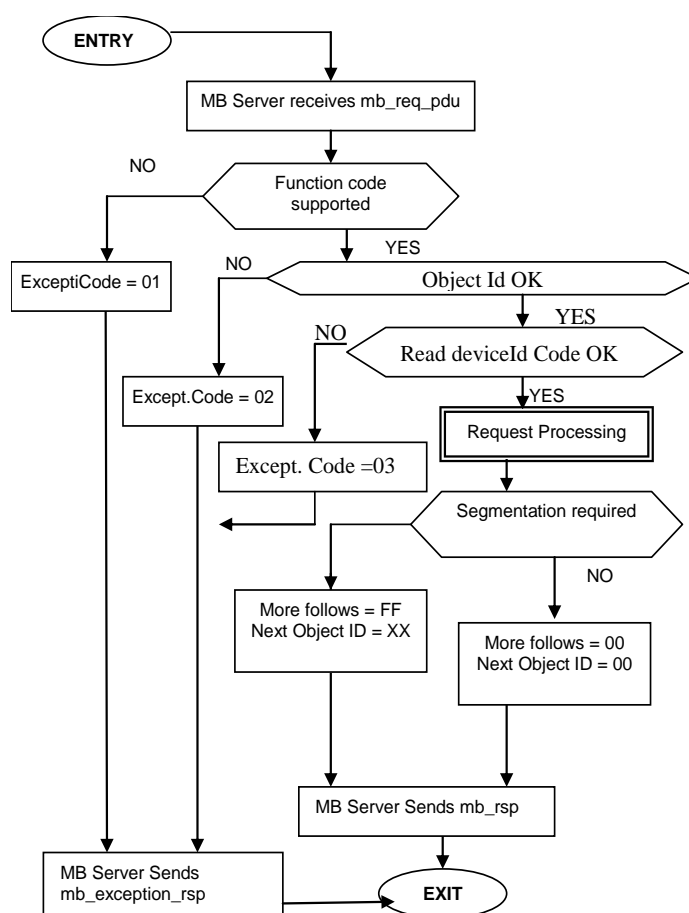 ENTRY
MB Server receives mb_req_pdu
NO
Function code
supported
YES
NO
ExceptiCode = 01
Object Id OK
YES
NO
Read deviceId Code OK
Except.Code = 02
YES
Request Processing
Except. Code =03
Segmentation required
NO
More follows = FF
Next Object ID = XX
More follows = 00
Next Object ID = 00
MB Server Sends mb_rsp
MB Server Sends
mb_exception_rsp
EXIT